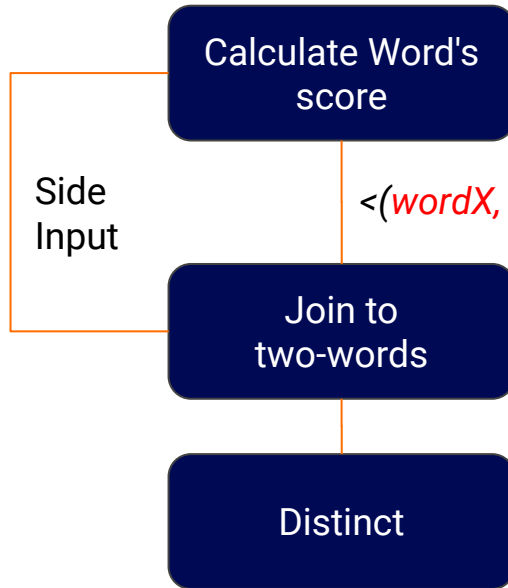 Calculate Word's
score
Side
Input
<(wordX,
Join to
two-words
Distinct